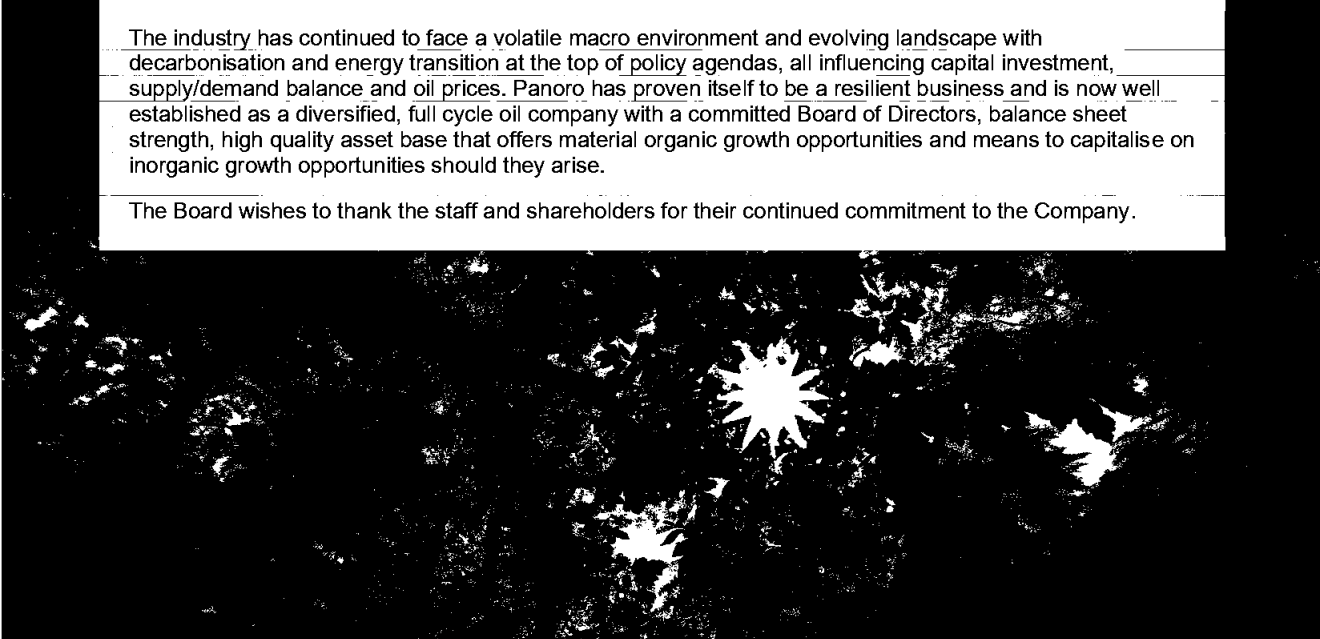 The industry has continued to face a volatile macro environment and evolving landscape with
decarbonisation and energy transition at the top of policy agendas, all influencing capital investment,
supply/demand balance and oil prices. Panoro has proven itself to be a resilient business and is now well
established as a diversified, full cycle oil company with a committed Board of Directors, balance sheet
strength, high quality asset base that offers material organic growth opportunities and means to capitalise on
inorganic growth opportunities should they arise.
The Board wishes to thank the staff and shareholders for their continued commitment to the Company.